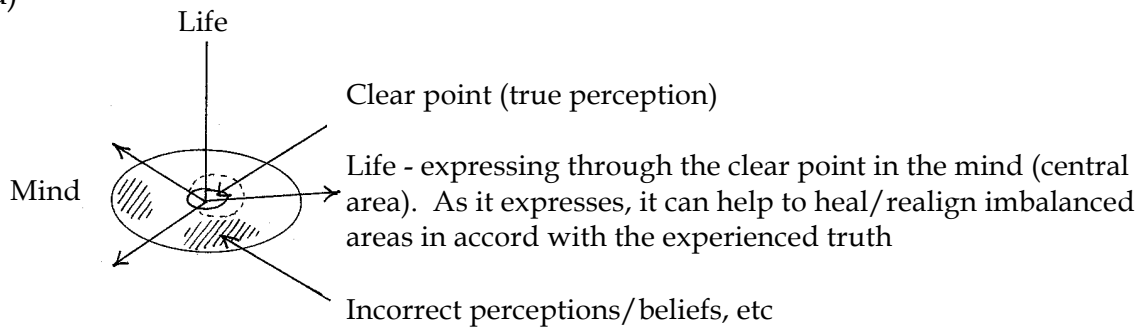 Life
Clear point (true perception)
Life - expressing through the clear point in the mind (central
Mind
area). As it expresses, it can help to heal/realign imbalanced
areas in accord with the experienced truth
Incorrect perceptions/beliefs, etc